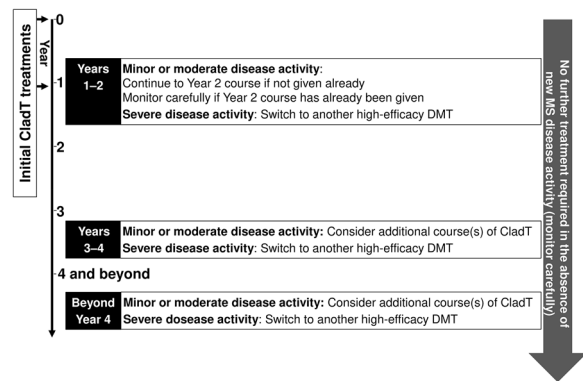 Initial CladT treatments
Year
0
1
2
3
4 and beyond
Years
1–2
Minor or moderate disease activity:
Continue to Year 2 course if not given already
Monitor carefully if Year 2 course has already been given
Severe disease activity: Switch to another high-efficacy DMT
Years
3–4
Minor or moderate disease activity: Consider additional course(s) of CladT
Severe disease activity: Switch to another high-efficacy DMT
Beyond
Year 4
Minor or moderate disease activity: Consider additional course(s) of CladT
Severe dosease activity: Switch to another high-efficacy DMT
No further treatment required in the absence of
new MS disease activity (monitor carefully)